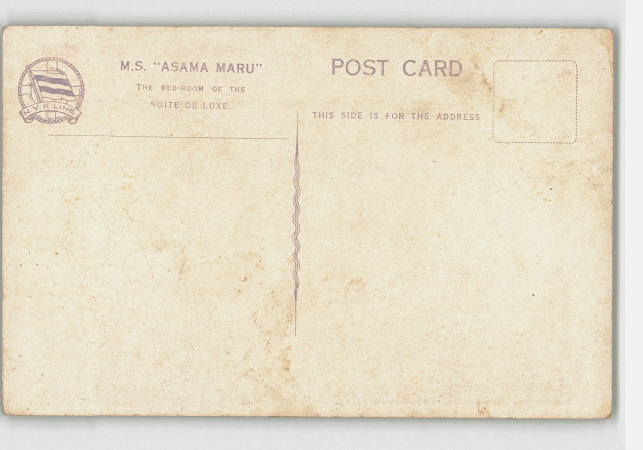 M.S. "ASAMA MARU"
THE BED-ROOM OF THE
SUITE DE LUXE.
N.Y.K. LINE
POST CARD
THIS SIDE IS FOR THE ADDRESS